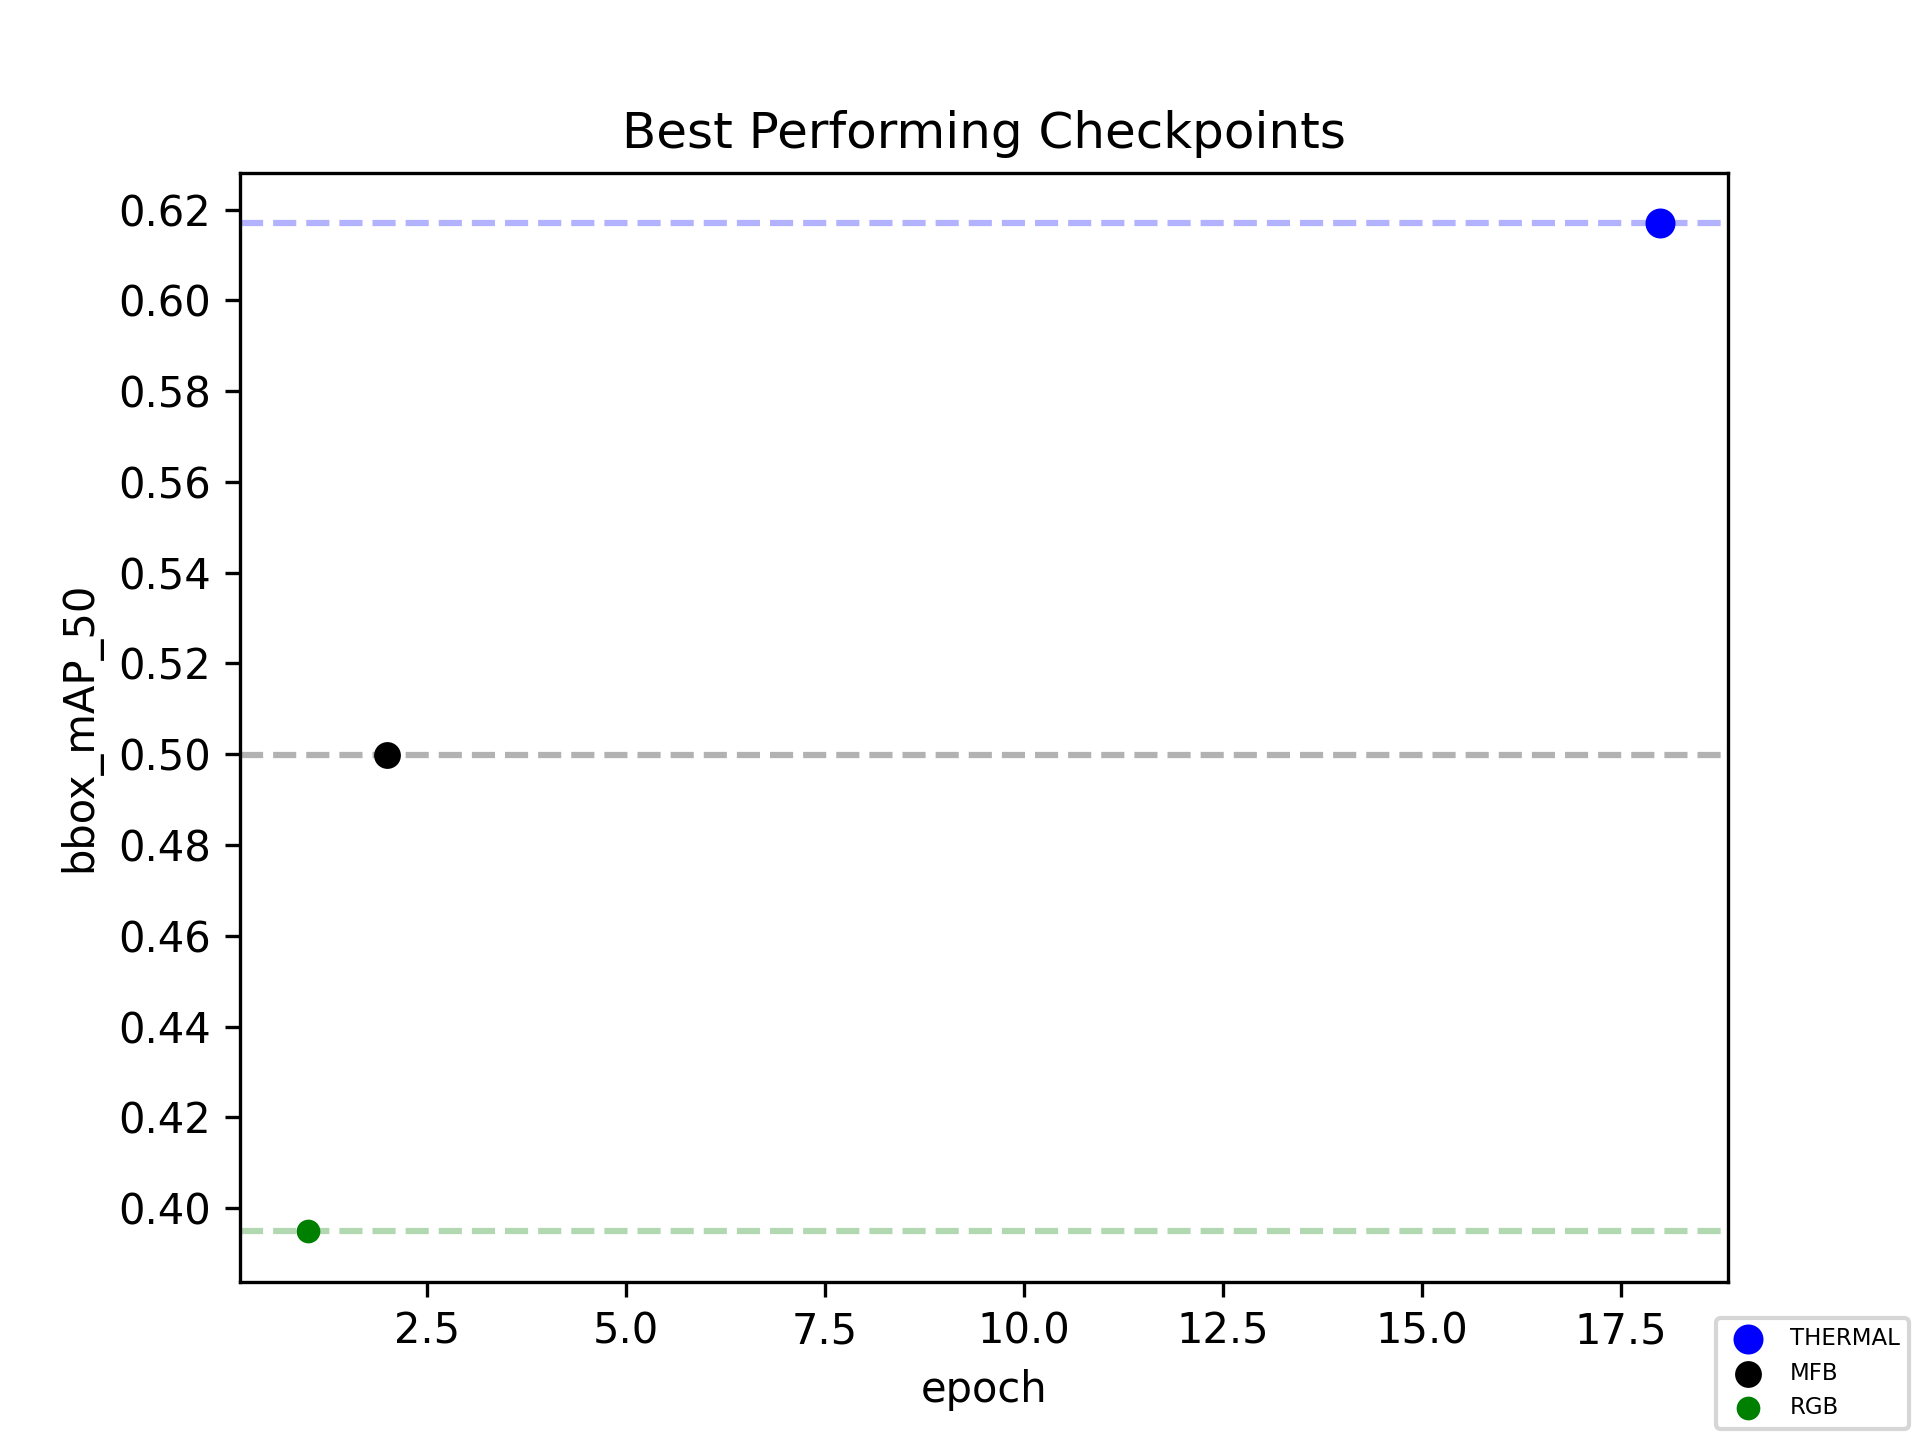 Best Performing Checkpoints
0.62
0.60
0.58
0.56
0.54
0.52
0.50
0.48
0.46
0.44
0.42
0.40
bbox_mAP_50
2.5 5.0 7.5 10.0 12.5 15.0 17.5
epoch
THERMAL
MFB
RGB